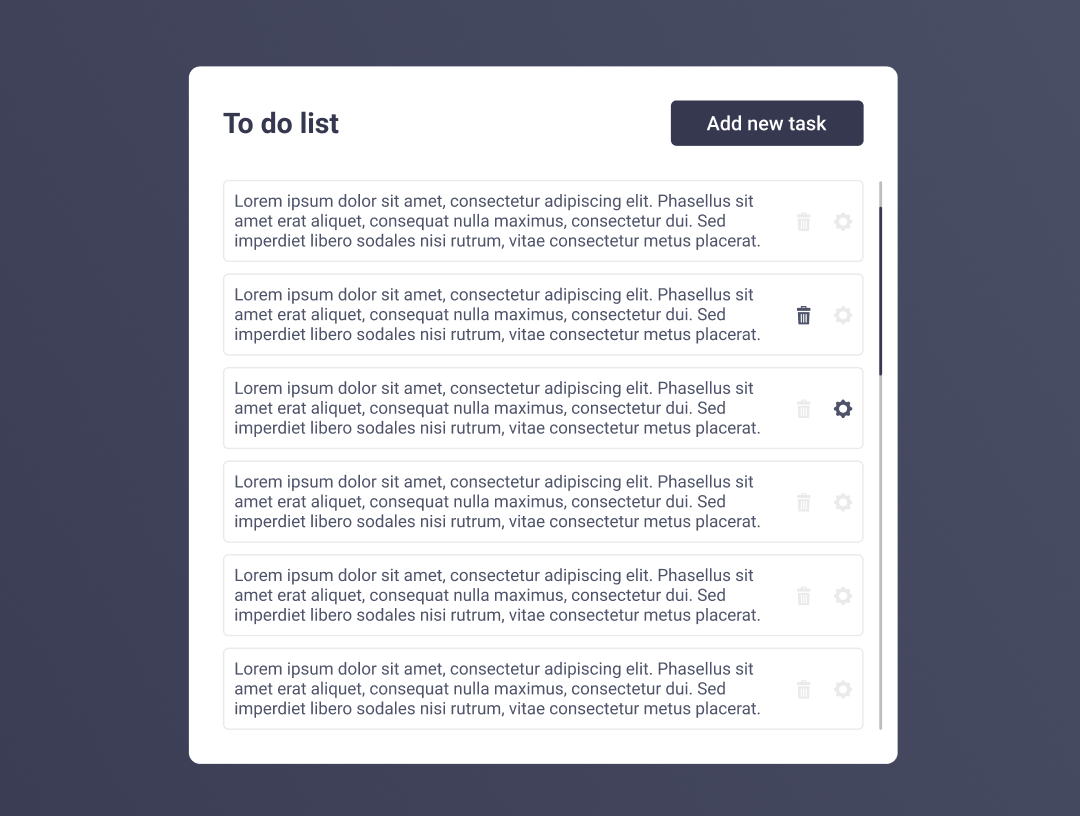 To do list
Add new task
Lorem ipsum dolor sit amet, consectetur adipiscing elit. Phasellus sit
amet erat aliquet, consequat nulla maximus, consectetur dui. Sed
imperdiet libero sodales nisi rutrum, vitae consectetur metus placerat.
Lorem ipsum dolor sit amet, consectetur adipiscing elit. Phasellus sit
amet erat aliquet, consequat nulla maximus, consectetur dui. Sed
imperdiet libero sodales nisi rutrum, vitae consectetur metus placerat.
Lorem ipsum dolor sit amet, consectetur adipiscing elit. Phasellus sit
amet erat aliquet, consequat nulla maximus, consectetur dui. Sed
imperdiet libero sodales nisi rutrum, vitae consectetur metus placerat.
Lorem ipsum dolor sit amet, consectetur adipiscing elit. Phasellus sit
amet erat aliquet, consequat nulla maximus, consectetur dui. Sed
imperdiet libero sodales nisi rutrum, vitae consectetur metus placerat.
Lorem ipsum dolor sit amet, consectetur adipiscing elit. Phasellus sit
amet erat aliquet, consequat nulla maximus, consectetur dui. Sed
imperdiet libero sodales nisi rutrum, vitae consectetur metus placerat.
Lorem ipsum dolor sit amet, consectetur adipiscing elit. Phasellus sit
amet erat aliquet, consequat nulla maximus, consectetur dui. Sed
imperdiet libero sodales nisi rutrum, vitae consectetur metus placerat.